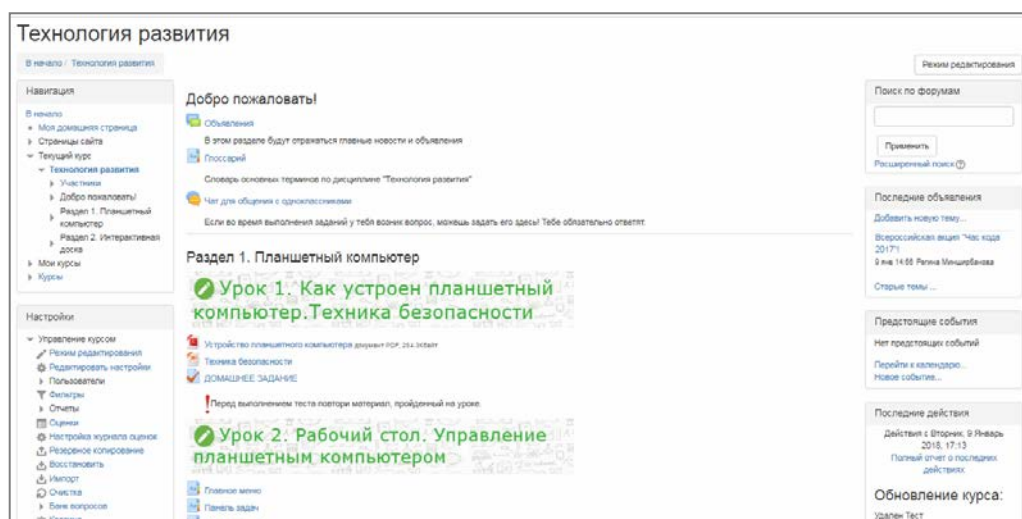 Технология развития
В начало / Технология развития
Режим редактирования
Навигация
В начало
Моя домашняя страница
Страницы сайта
Текущий курс
Технология развития
Участники
Добро пожаловать!
Раздел 1. Планшетный
компьютер
Раздел 2. Интерактивная
доска
Мои курсы
Курсы
Настройки
Управление курсом
Режим редактирования
Редактировать настройки
Пользователи
Фильтры
Отчеты
Оценки
Настройка журнала оценок
Резервное копирование
Восстановить
Импорт
Очистка
Банк вопросов
Добро пожаловать!
Объявления
В этом разделе будут отражаться главные новости и объявления
Глоссарий
Словарь основных терминов по дисциплине "Технология развития"
Чат для общения с одноклассниками
Если во время выполнения заданий у тебя возник вопрос, можешь задать его здесь! Тебе обязательно ответят.
Раздел 1. Планшетный компьютер
Урок 1. Как устроен планшетный
компьютер.Техника безопасности
Устройство планшетного компьютера документ PDF,
Техника безопасности
ДОМАШНЕЕ ЗАДАНИЕ
Перед выполнением теста повтори материал, пройденный на уроке.
Урок 2. Рабочий стол. Управление
планшетным компьютером
Главное меню
Панель задач
Поиск по форумам
Применить
Расширенный поиск
Последние объявления
Добавить новую тему...
Всероссийская акция "Час кода
2017"!
9 янв 14:56 Регина
Старые темы ...
Предстоящие события
Нет предстоящих событий
Перейти к календарю...
Новое событие...
Последние действия
Действия с Вторник, 9 Январь
2018, 17:13
Полный отчет о последних
действиях
Обновление курса:
Удален Тест